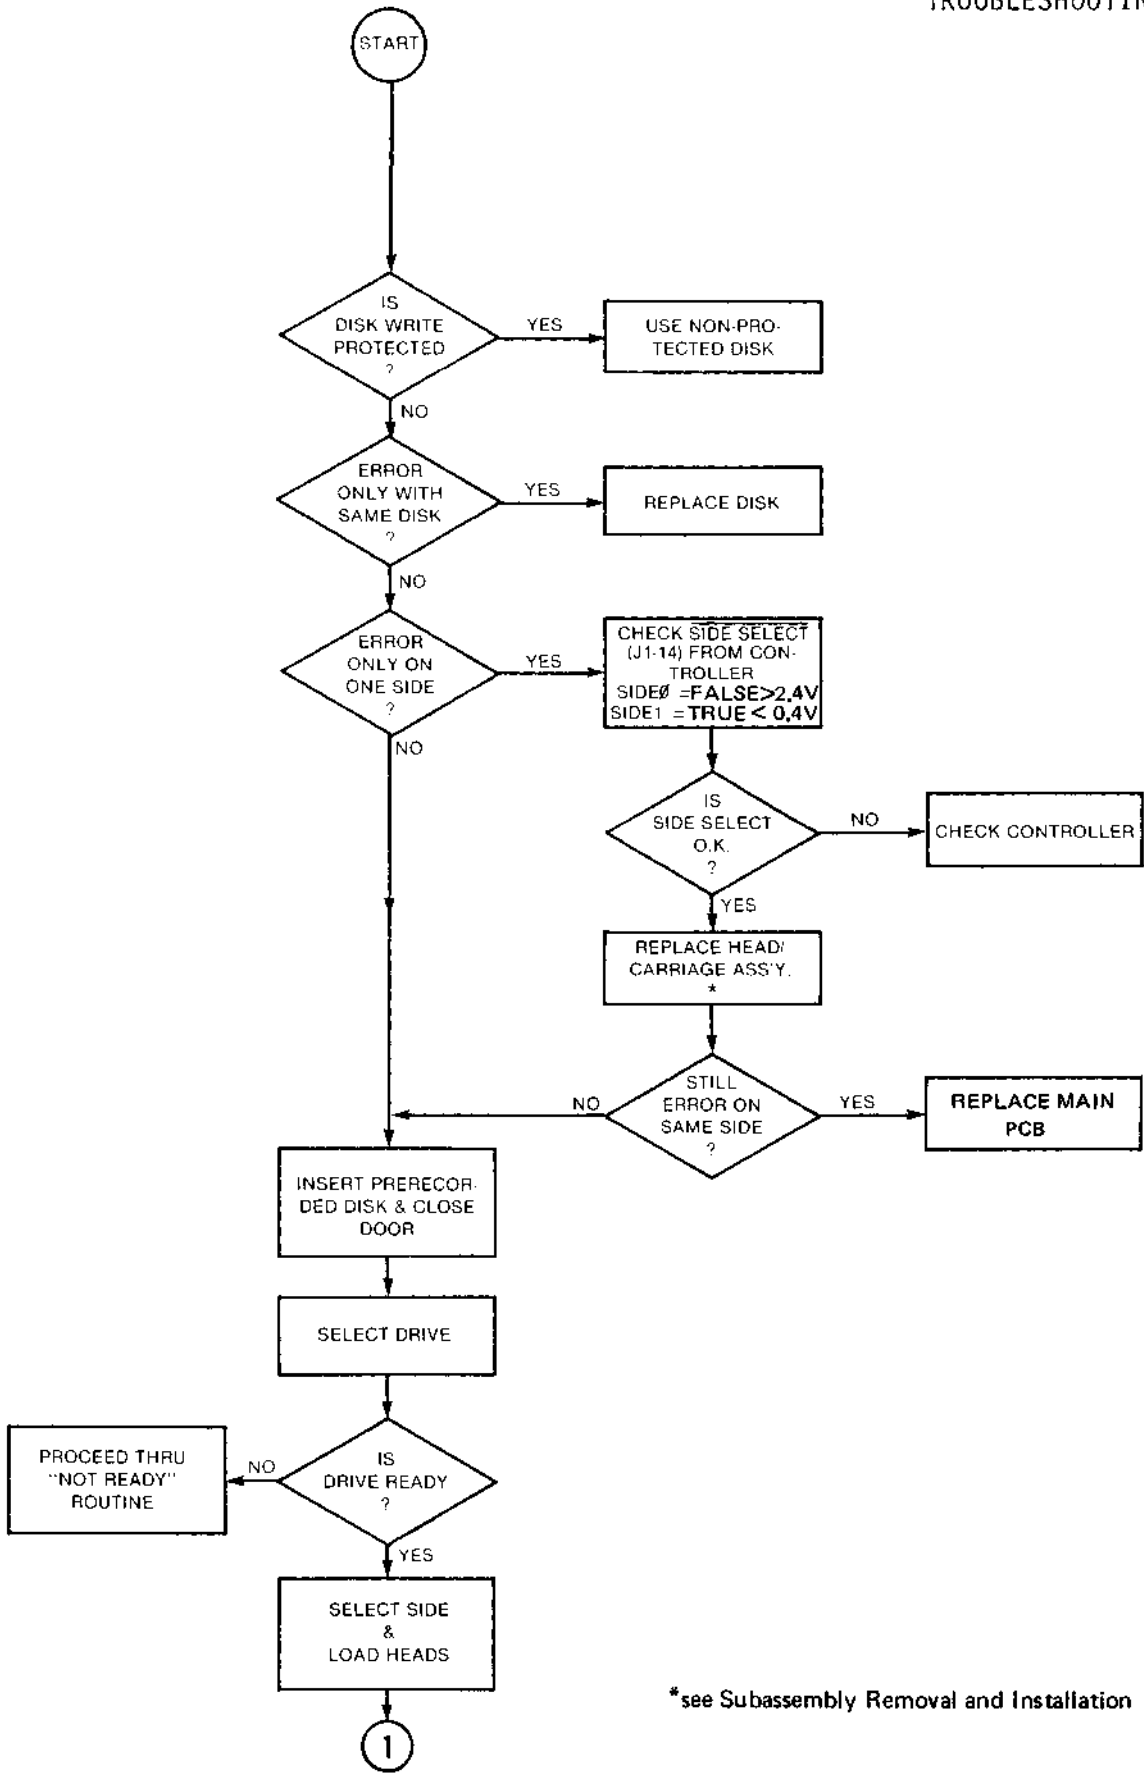 TROUBLESHOOTIN
START
IS
DISK WRITE
PROTECTED
?
YES
USE NON-PRO-
TECTED DISK
NO
ERROR
ONLY WITH
SAME DISK
?
YES
REPLACE DISK
NO
ERROR
ONLY ON
ONE SIDE
?
YES
CHECK SIDE SELECT
(J1-14) FROM CON-
TROLLER
SIDEØ =FALSE>2.4V
SIDE1 =TRUE< 0.4V
NO
IS
SIDE SELECT
O.K.
?
NO
CHECK CONTROLLER
YES
REPLACE HEAD/
CARRIAGE ASS'Y.
*
STILL
ERROR ON
SAME SIDE
?
NO
YES
REPLACE MAIN
PCB
INSERT PRERECOR-
DED DISK & CLOSE
DOOR
SELECT DRIVE
IS
DRIVE READY
?
NO
PROCEED THRU
"NOT READY"
ROUTINE
YES
SELECT SIDE
&
LOAD HEADS
*see Subassembly Removal and Installation
1